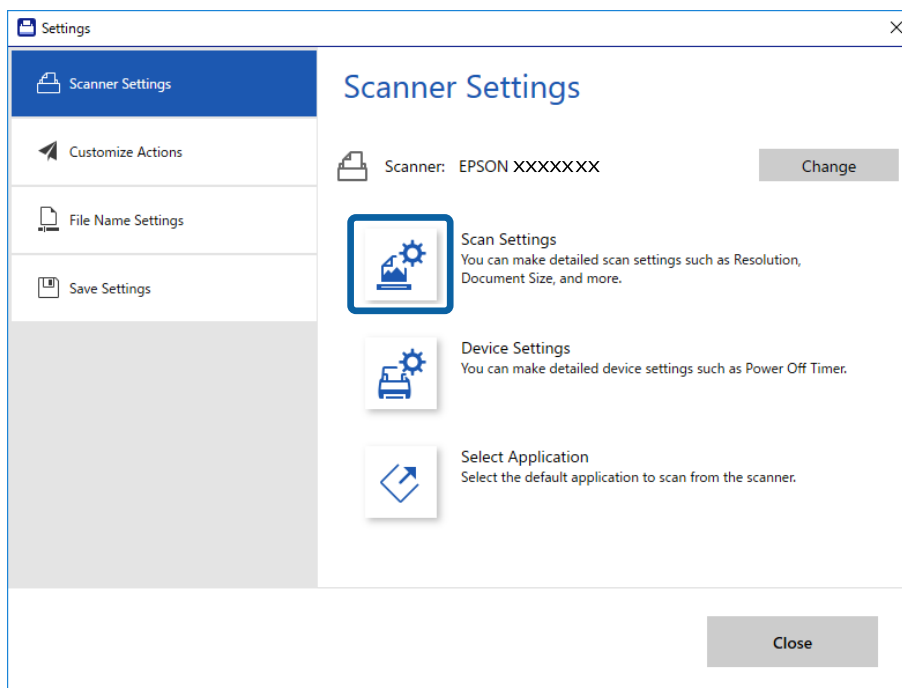 Settings
Scanner Settings
Customize Actions
File Name Settings
Save Settings
Scanner Settings
Scanner: EPSON XXXXXXX
Change
Scan Settings
You can make detailed scan settings such as Resolution,
Document Size, and more.
Device Settings
You can make detailed device settings such as Power Off Timer.
Select Application
Select the default application to scan from the scanner.
Close